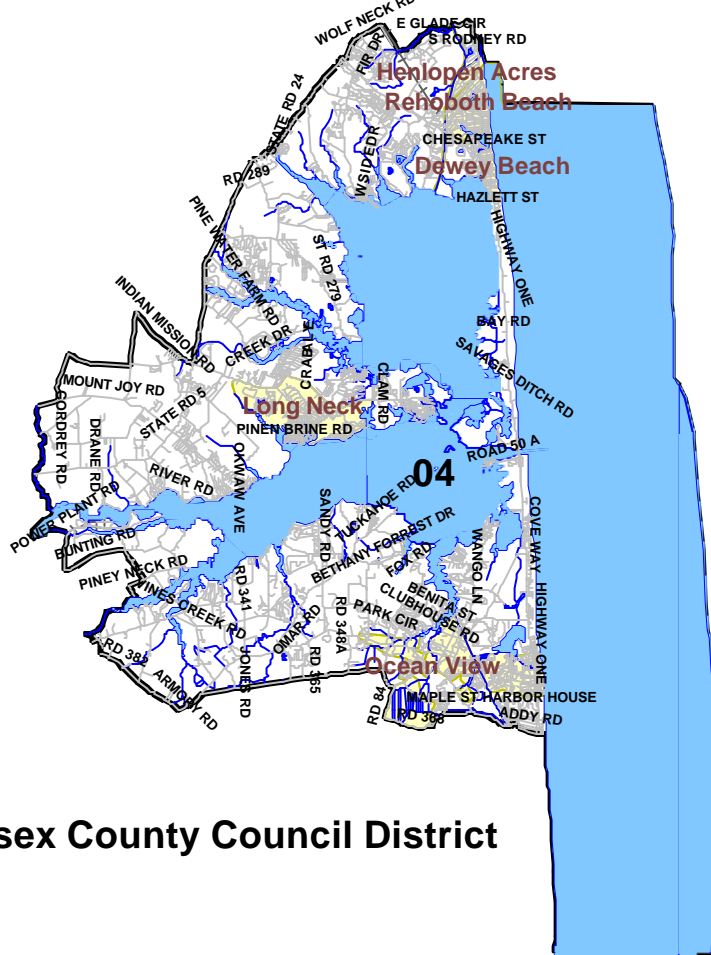 WOLF NECK RD
E GLADE CIR
S RODNEY RD
FIR DR
Henlopen Acres
Rehoboth Beach
STATE RD 24
CHESAPEAKE ST
Dewey Beach
RD 289
HAZLETT ST
PINE WATER FARM RD
ST RD 279
HIGHWAY ONE
INDIAN MISSION RD
BAY RD
CREEK DR
SAVAGES DITCH RD
MOUNT JOY RD
CLAM RD
STATE RD 5
Long Neck
PINEN BRINE RD
DRANE RD
OKWAW AVE
ROAD 50 A
04
RIVER RD
POWER PLANT RD
SANDY RD
TUCKAHOE RD
COVE WAY
BUNTING RD
BETHANY FORREST DR
WANGO LN
FOX RD
PINEY NECK RD
RD 341
BENITA ST
HIGHWAY ONE
VINES CREEK RD
CLUBHOUSE RD
PARK CIR
OMAR RD
RD 348A
RD 382
JONES RD
RD 365
Ocean View
ARMORY RD
RD 84
MAPLE ST HARBOR HOUSE
RD 368
ADDY RD
sex County Council District